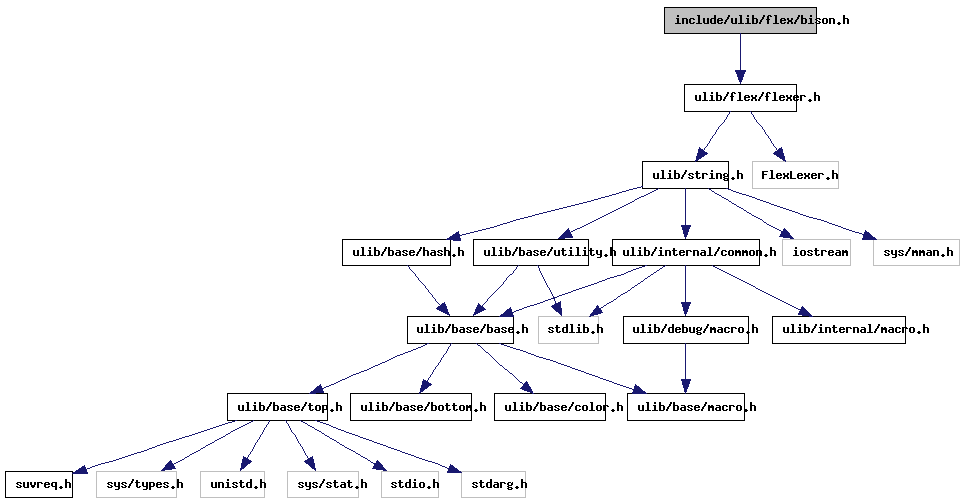 include/ulib/flex/bison.h
ulib/flex/flexer.h
ulib/string.h
FlexLexer.h
ulib/base/hash.h
ulib/base/utility.h
ulib/internal/common.h
iostream
sys/mman.h
ulib/base/base.h
stdlib.h
ulib/debug/macro.h
ulib/internal/macro.h
ulib/base/top.h
ulib/base/bottom.h
ulib/base/color.h
ulib/base/macro.h
suvreq.h
sys/types.h
unistd.h
sys/stat.h
stdio.h
stdarg.h